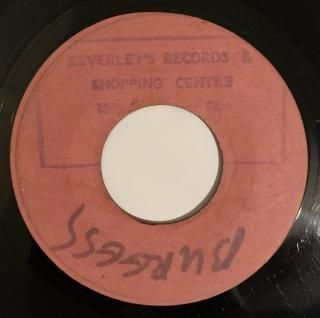 BEVERLEY'S RECORDS &
SHOPPING CENTRE
St.
BURGESS